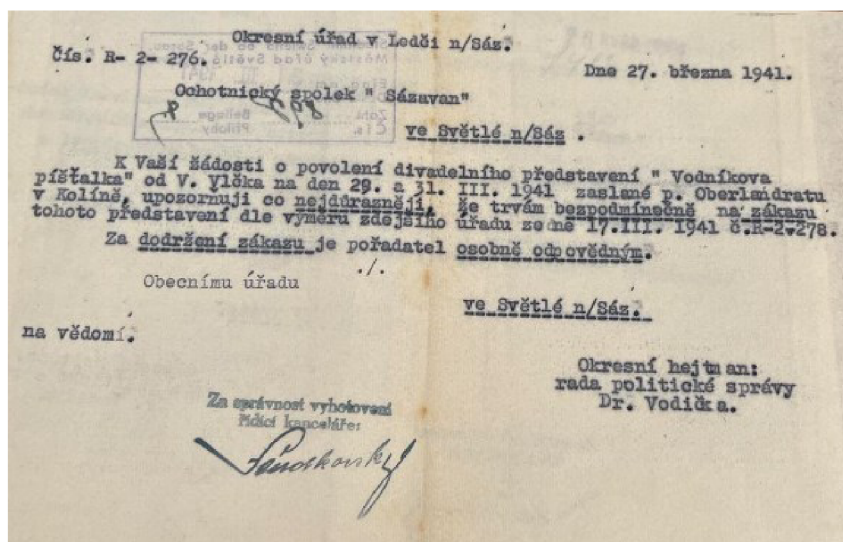 Okresní úřad v Ledči n/Sáz.
Čís. R- 2- 276.
Dne 27. března 1941.
Ochotnický spolek " Sázavan"
ve Světlé n/Sáz .
K Vaší žádosti o povolení divadelního představení " Vodníkova
píšťalka" od V. Vlčka na den 29. a 31. III. 1941 zaslané p. Oberlandratu
v Kolíně, upozorňuji co nejdůrazněji, že trvám bezpodmínečně na zákazu
tohoto představení dle výměru zdejšího úřadu ze dne 17.III. 1941 č.R-2-278.
Za dodržení zákazu je pořadatel osobně odpovědným.
./.
Obecnímu úřadu
ve Světlé n/Sáz.
na vědomí.
Okresní hejtman:
rada politické správy
Dr. Vodička.
Za správnost vyhotovení
Řídící kanceláře: